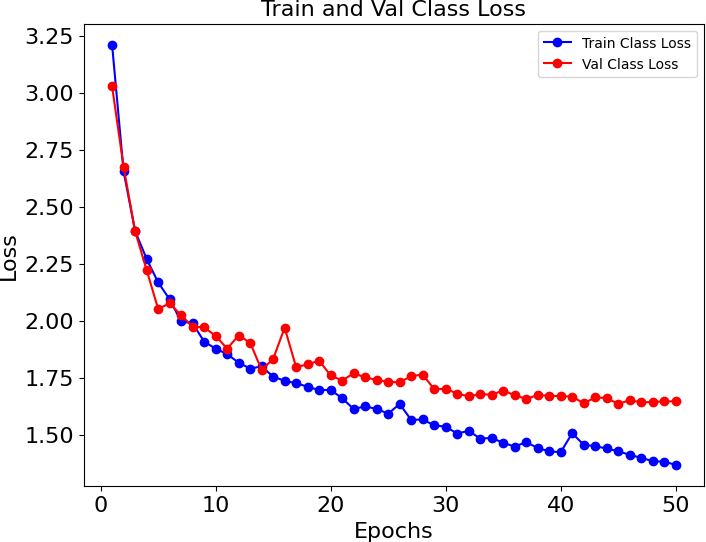 Train and Val Class Loss
Train Class Loss
Val Class Loss
3.25
3.00
2.75
2.50
2.25
2.00
1.75
1.50
Loss
0 10 20 30 40 50
Epochs